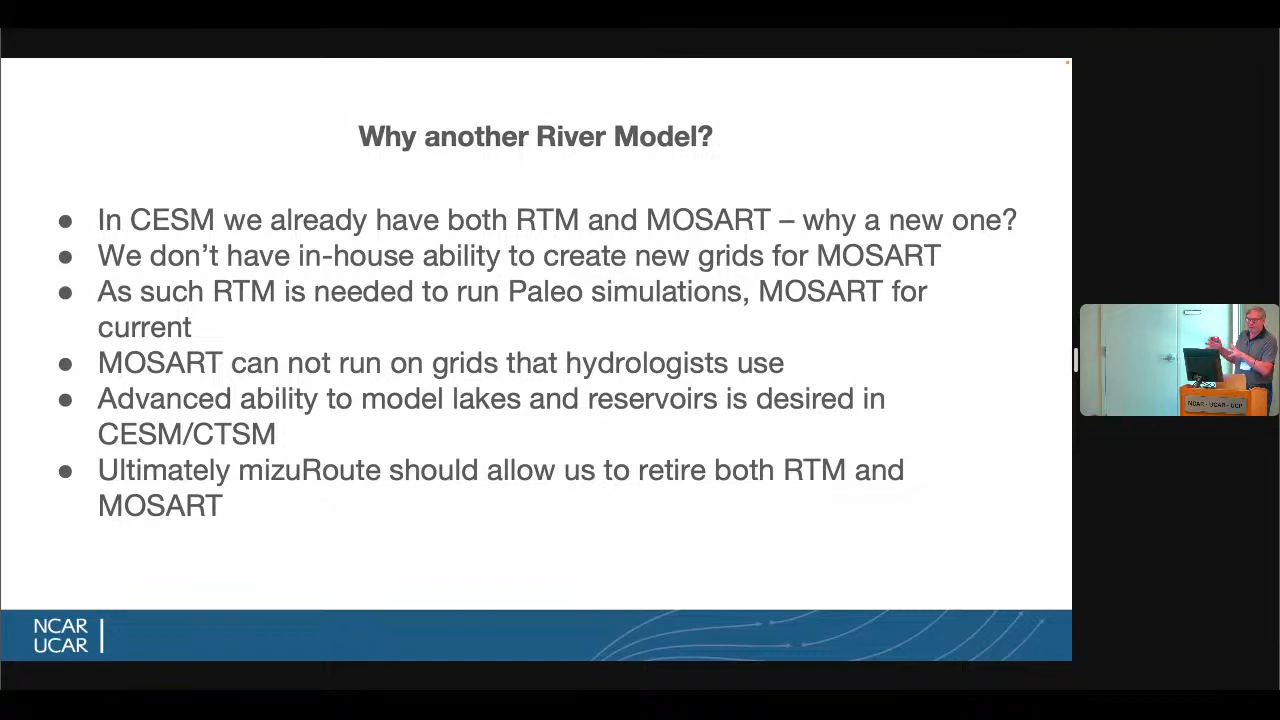 Why another River Model?
● In CESM we already have both RTM and MOSART – why a new one?
● We don’t have in-house ability to create new grids for MOSART
● As such RTM is needed to run Paleo simulations, MOSART for
current
● MOSART can not run on grids that hydrologists use
● Advanced ability to model lakes and reservoirs is desired in
CESM/CTSM
● Ultimately mizuRoute should allow us to retire both RTM and
MOSART
NCAR
UCAR
NCAR - UCAR - UCP